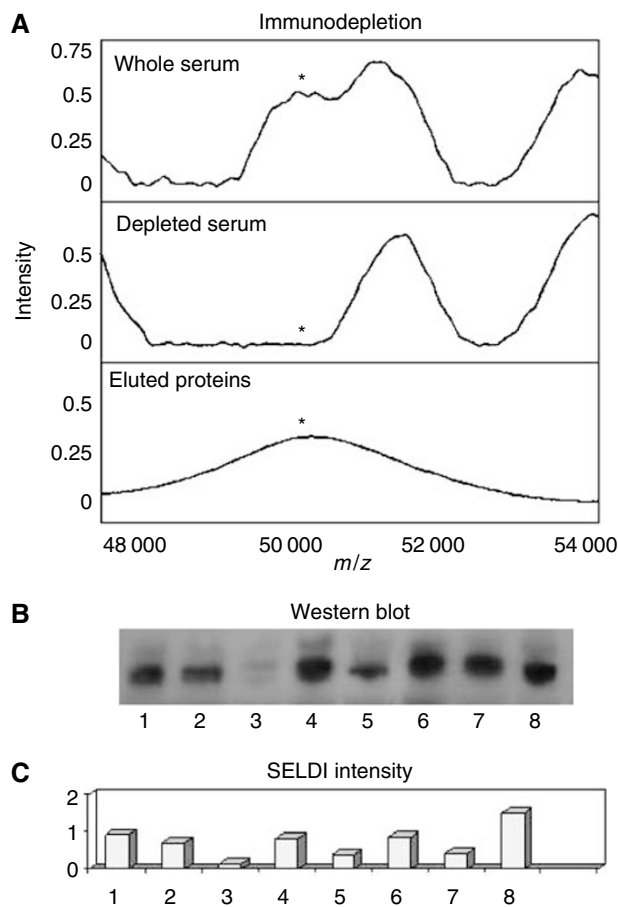 A
Immunodepletion
0.75
Whole serum
*
0.5
0.25
0
Depleted serum
0.5
0.25
*
0
Intensity
Eluted proteins
0.5
*
0.25
0
48 000 50 000 52 000 54 000
m/z
B
Western blot
1 2 3 4 5 6 7 8
C
SELDI intensity
2
1
0
1 2 3 4 5 6 7 8